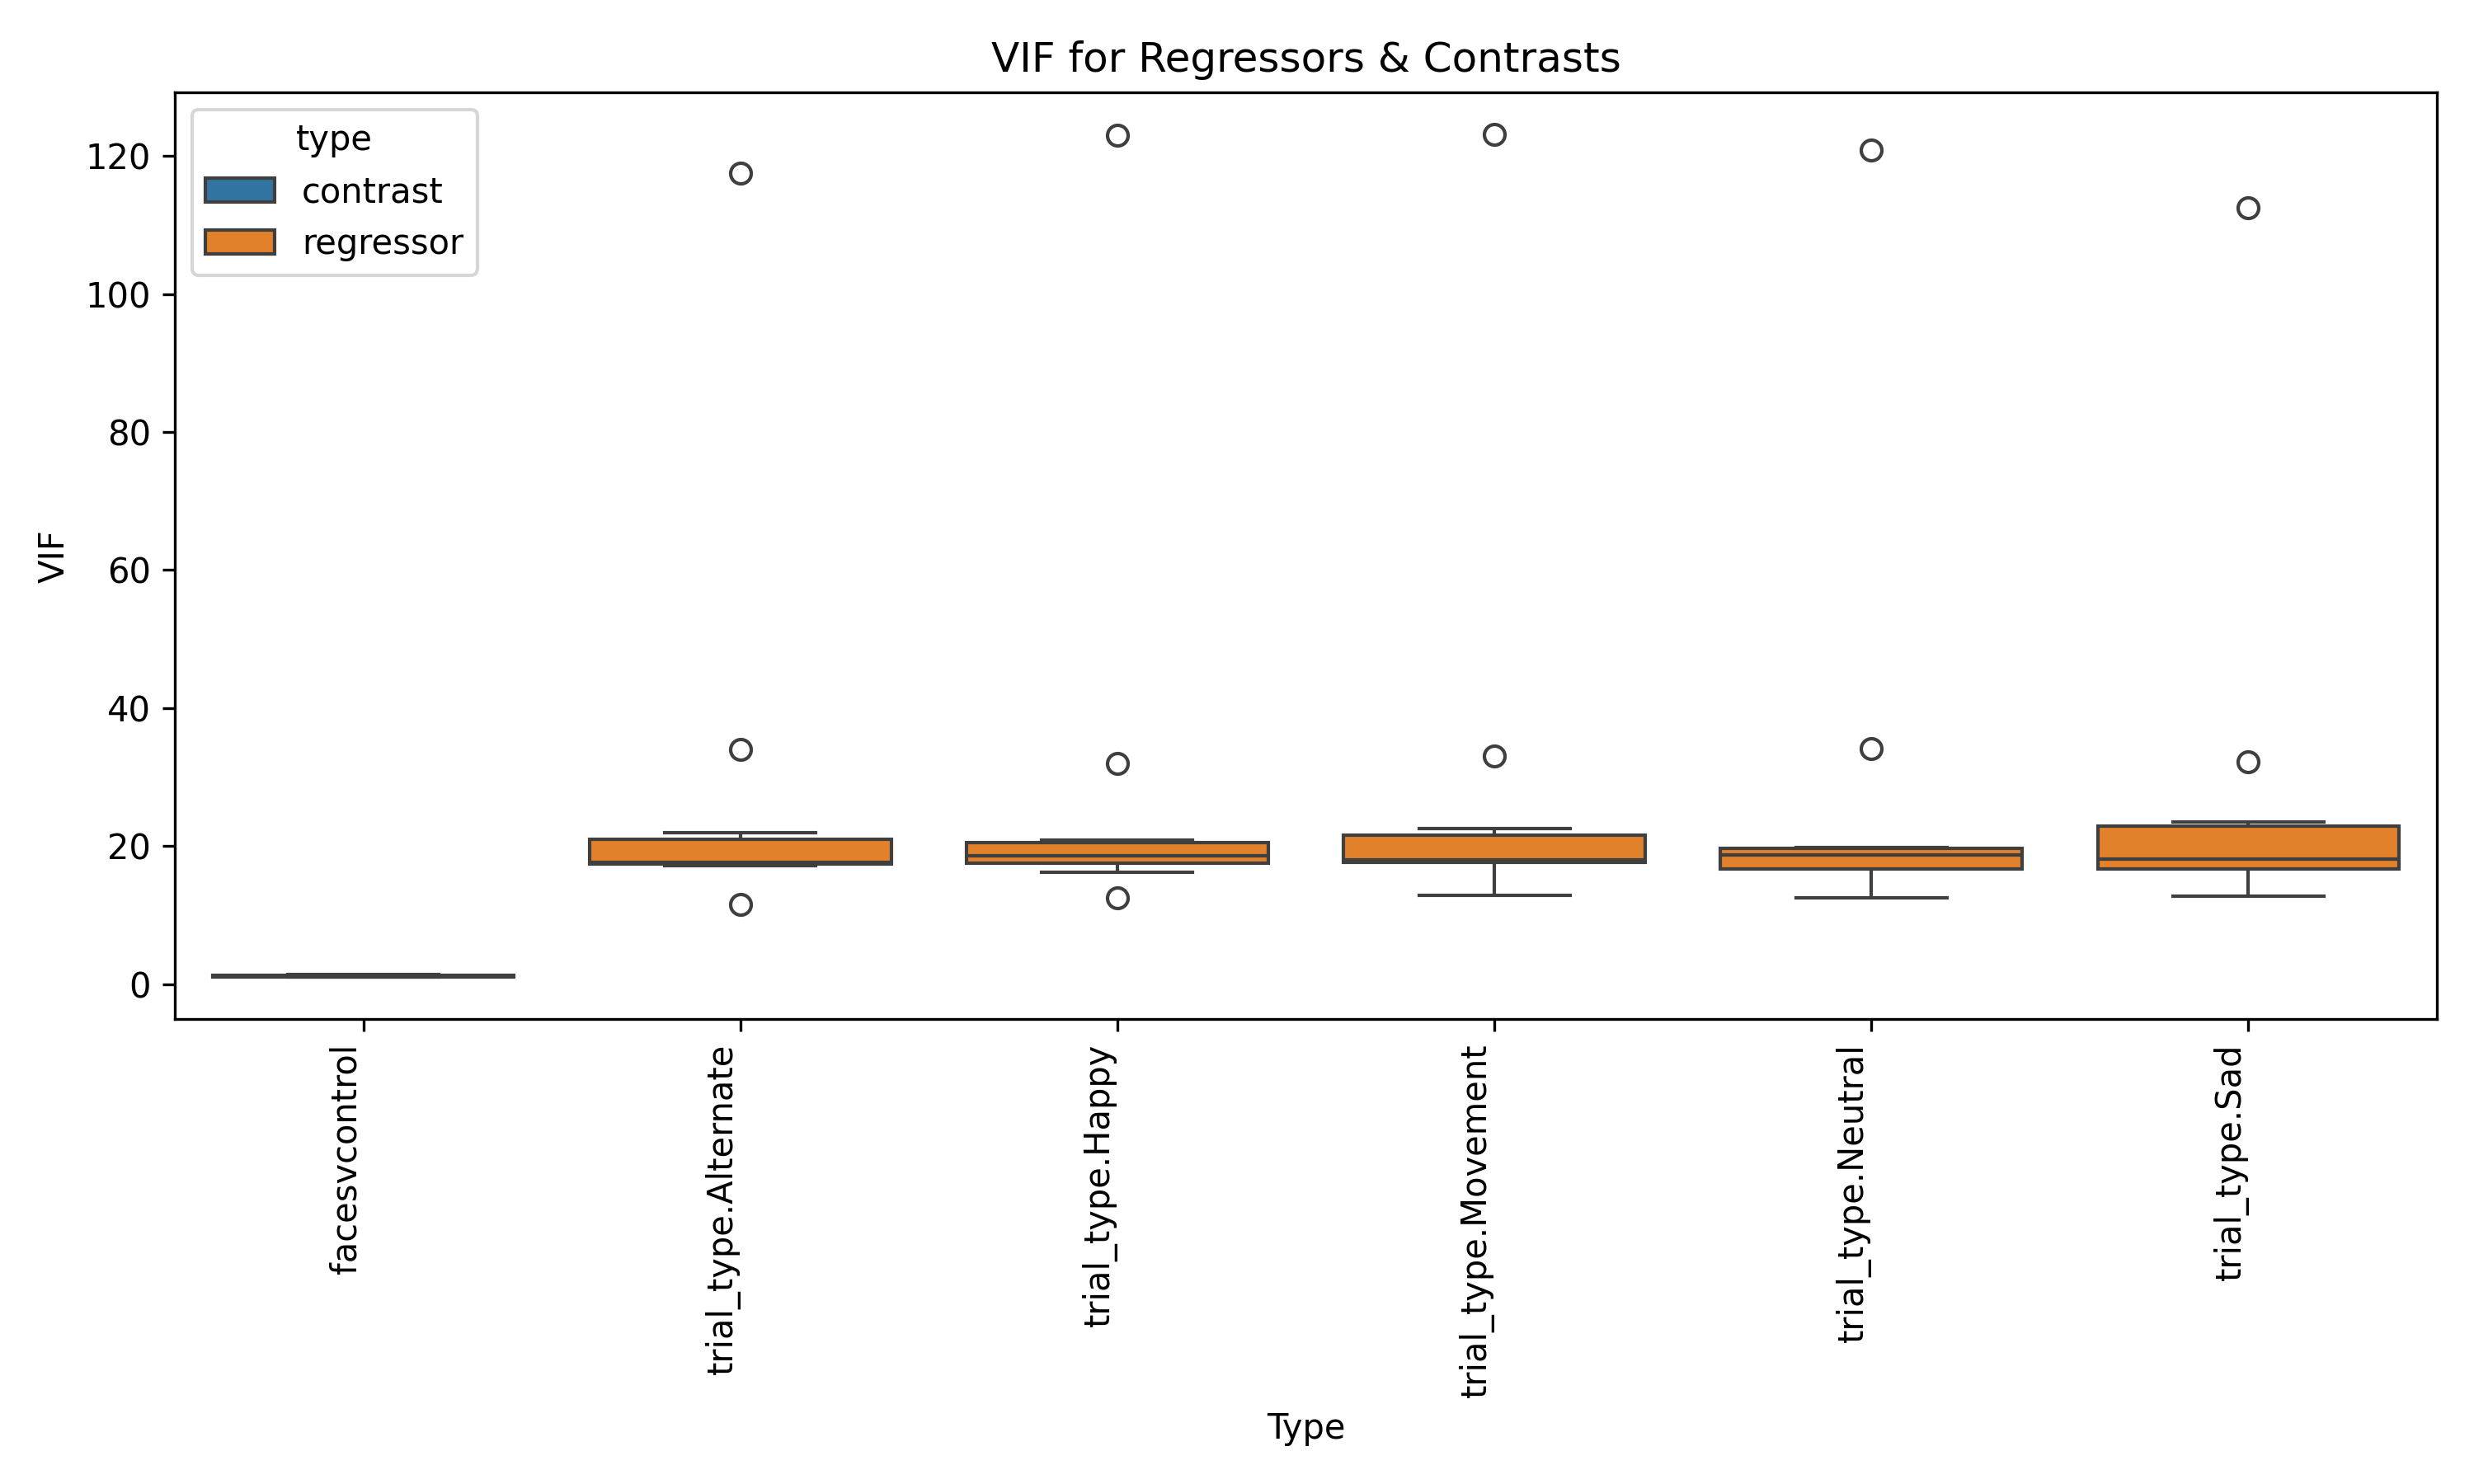 VIF for Regressors & Contrasts
type
contrast
regressor
VIF
120
100
80
60
40
20
0
facesvcontrol
trial_type.Alternate
trial_type.Happy
trial_type.Movement
trial_type.Neutral
trial_type.Sad
Type